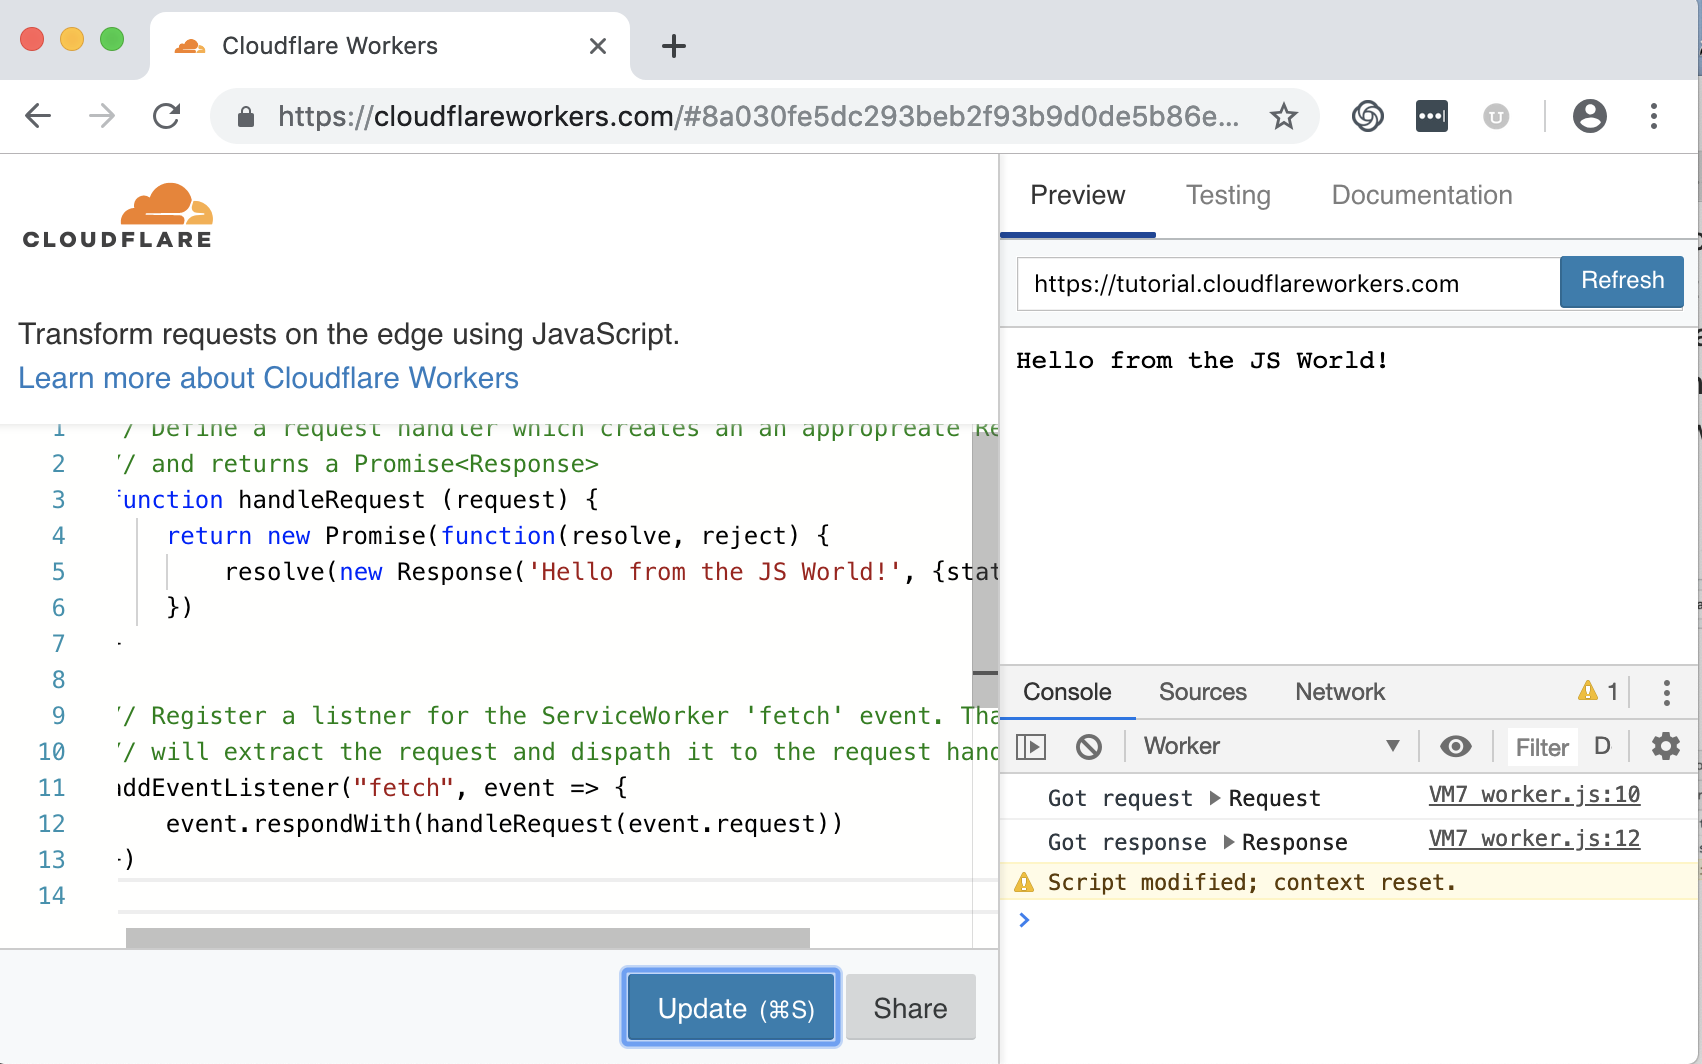 Cloudflare Workers
https://cloudflareworkers.com/#8a030fe5dc293beb2f93b9d0de5b86e...
CLOUDFLARE
Transform requests on the edge using JavaScript.
Learn more about Cloudflare Workers
1 / Define a request handler which creates an an appropreate Re
2 // and returns a Promise<Response>
3 function handleRequest (request) {
4 return new Promise(function(resolve, reject) {
5 resolve(new Response('Hello from the JS World!', {stat
6 })
7
8
9 // Register a listner for the ServiceWorker 'fetch' event. Tha
10 // will extract the request and dispath it to the request hand
11 addEventListener("fetch", event => {
12 event.respondWith(handleRequest(event.request))
13 })
14
Update (⌘S)
Share
Preview Testing Documentation
https://tutorial.cloudflareworkers.com Refresh
Hello from the JS World!
Console Sources Network 1
Worker Filter D
Got request Request VM7 worker.js:10
Got response Response VM7 worker.js:12
Script modified; context reset.
>